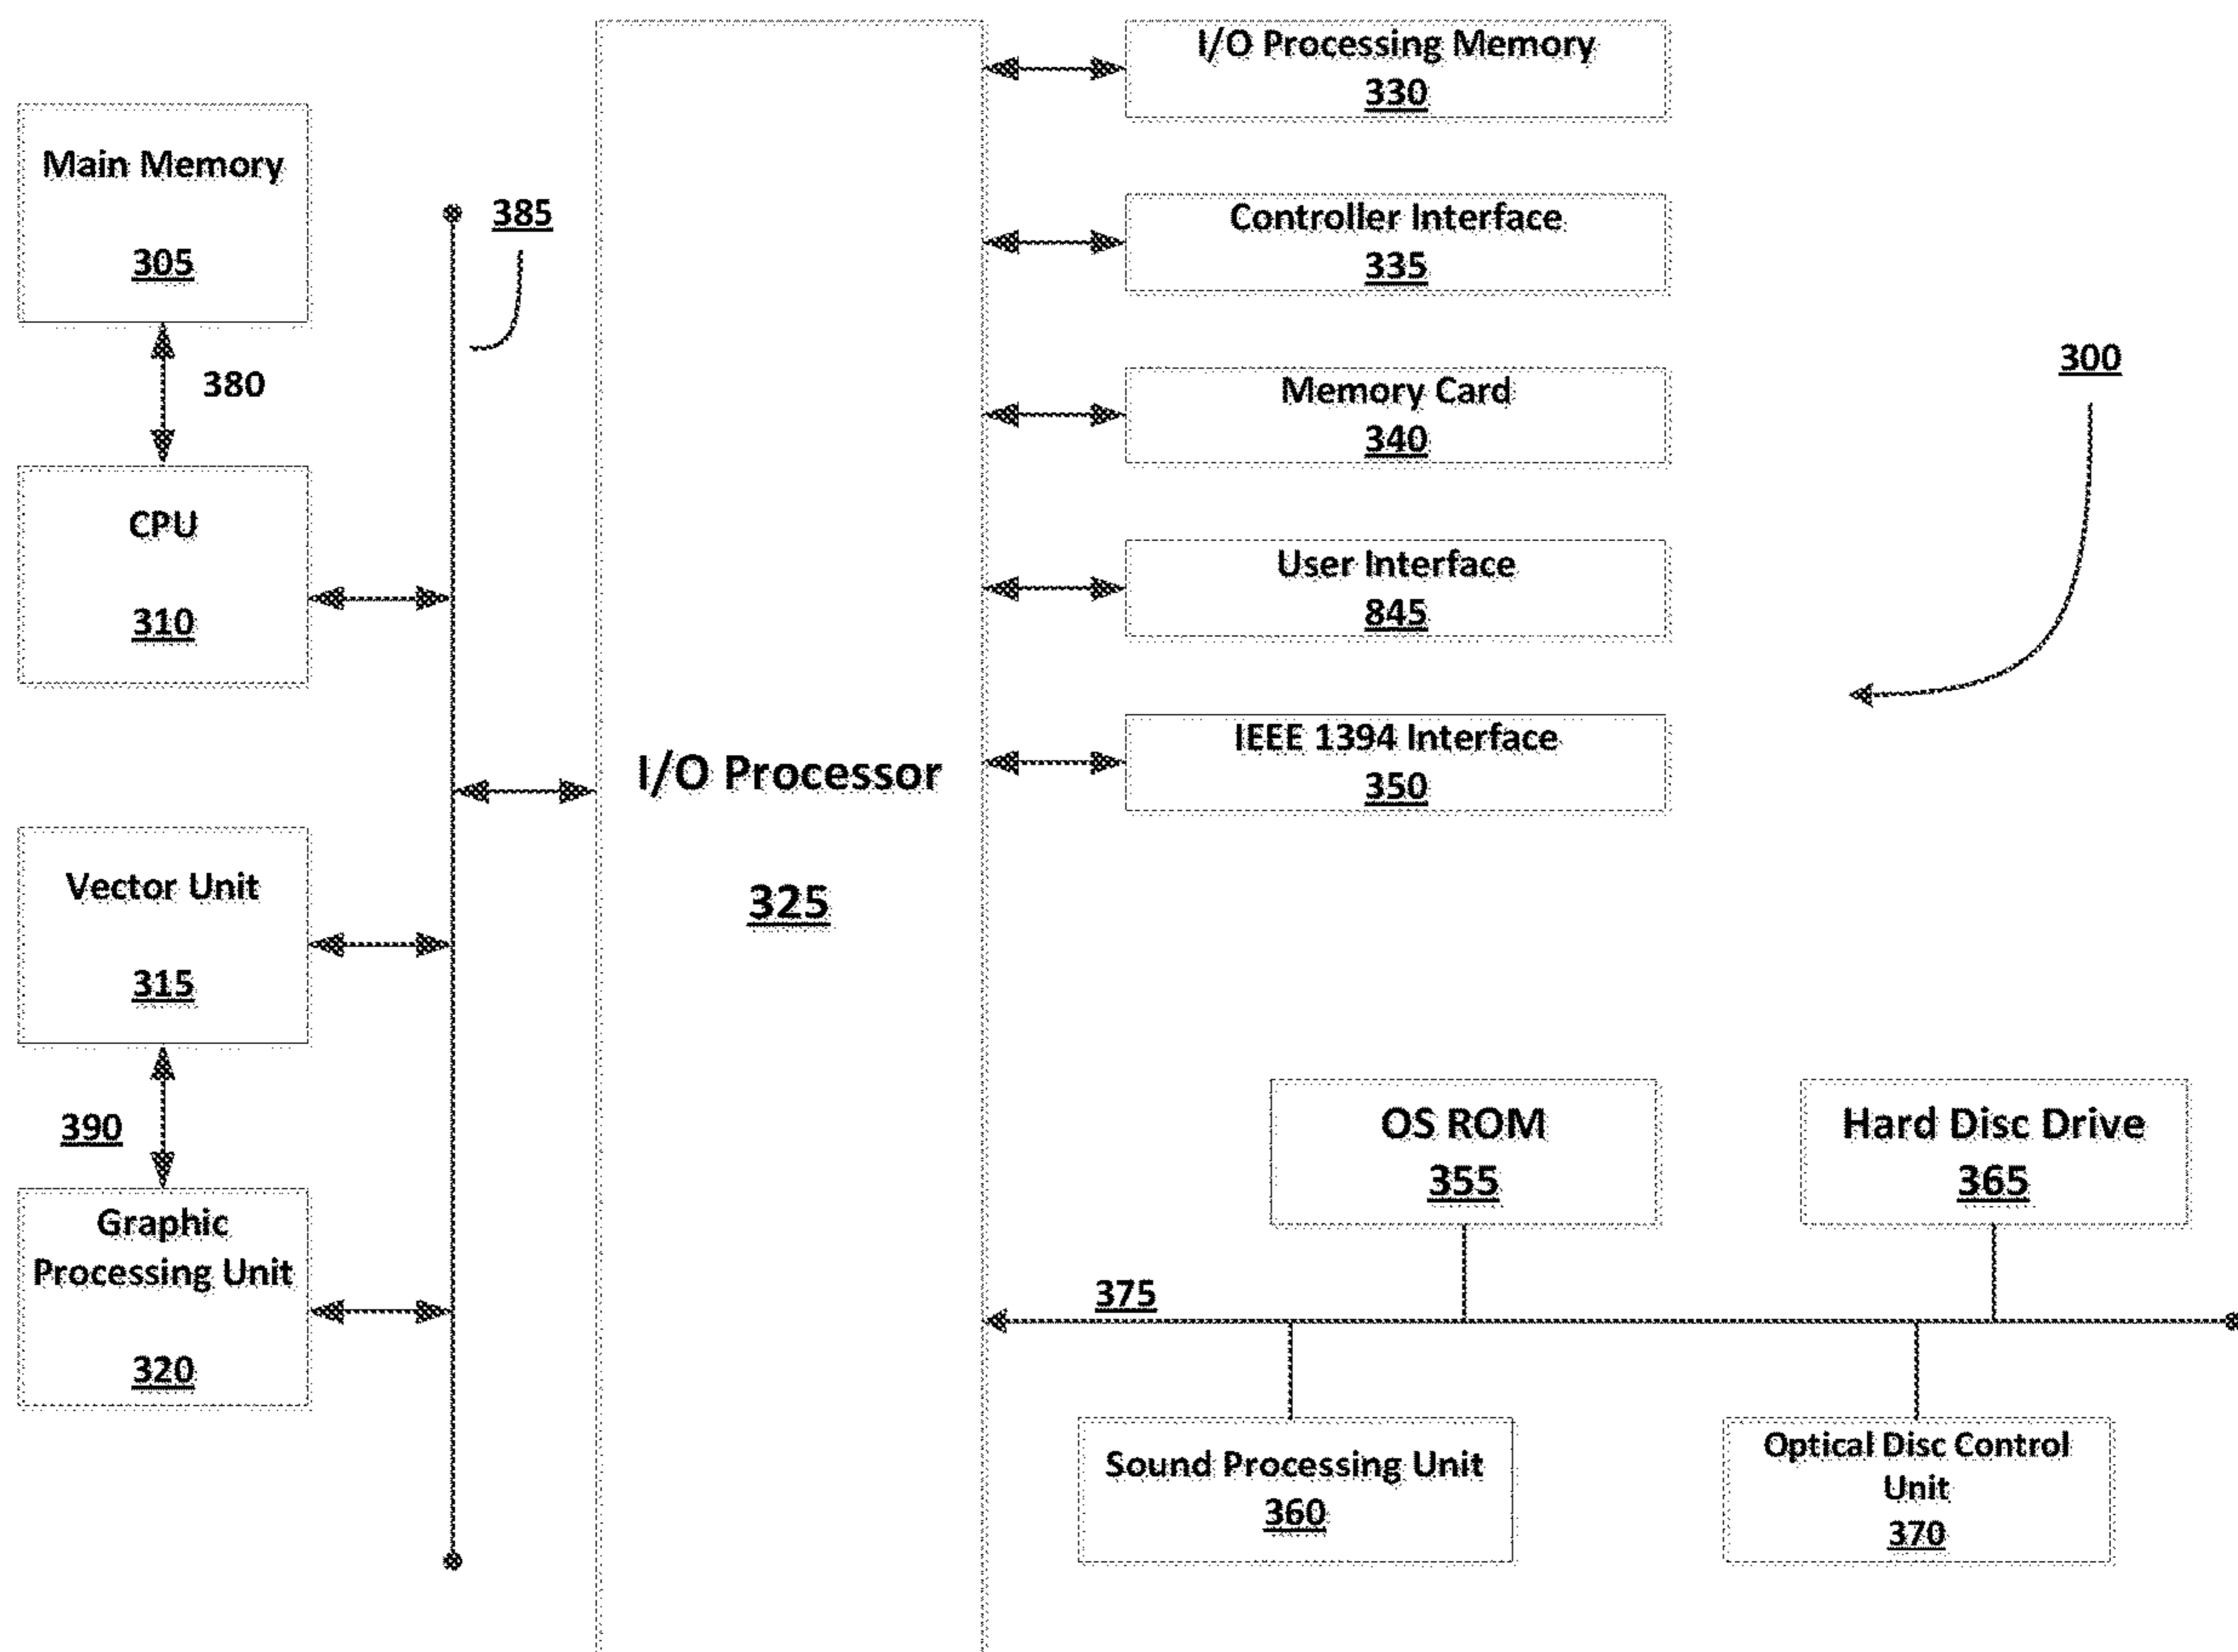 Main Memory
305
380
CPU
310
Vector Unit
315
390
Graphic
Processing Unit
320
385
I/O Processor
325
I/O Processing Memory
330
Controller Interface
335
Memory Card
340
User Interface
845
IEEE 1394 Interface
350
300
OS ROM
355
Hard Disc Drive
365
375
Sound Processing Unit
360
Optical Disc Control
Unit
370